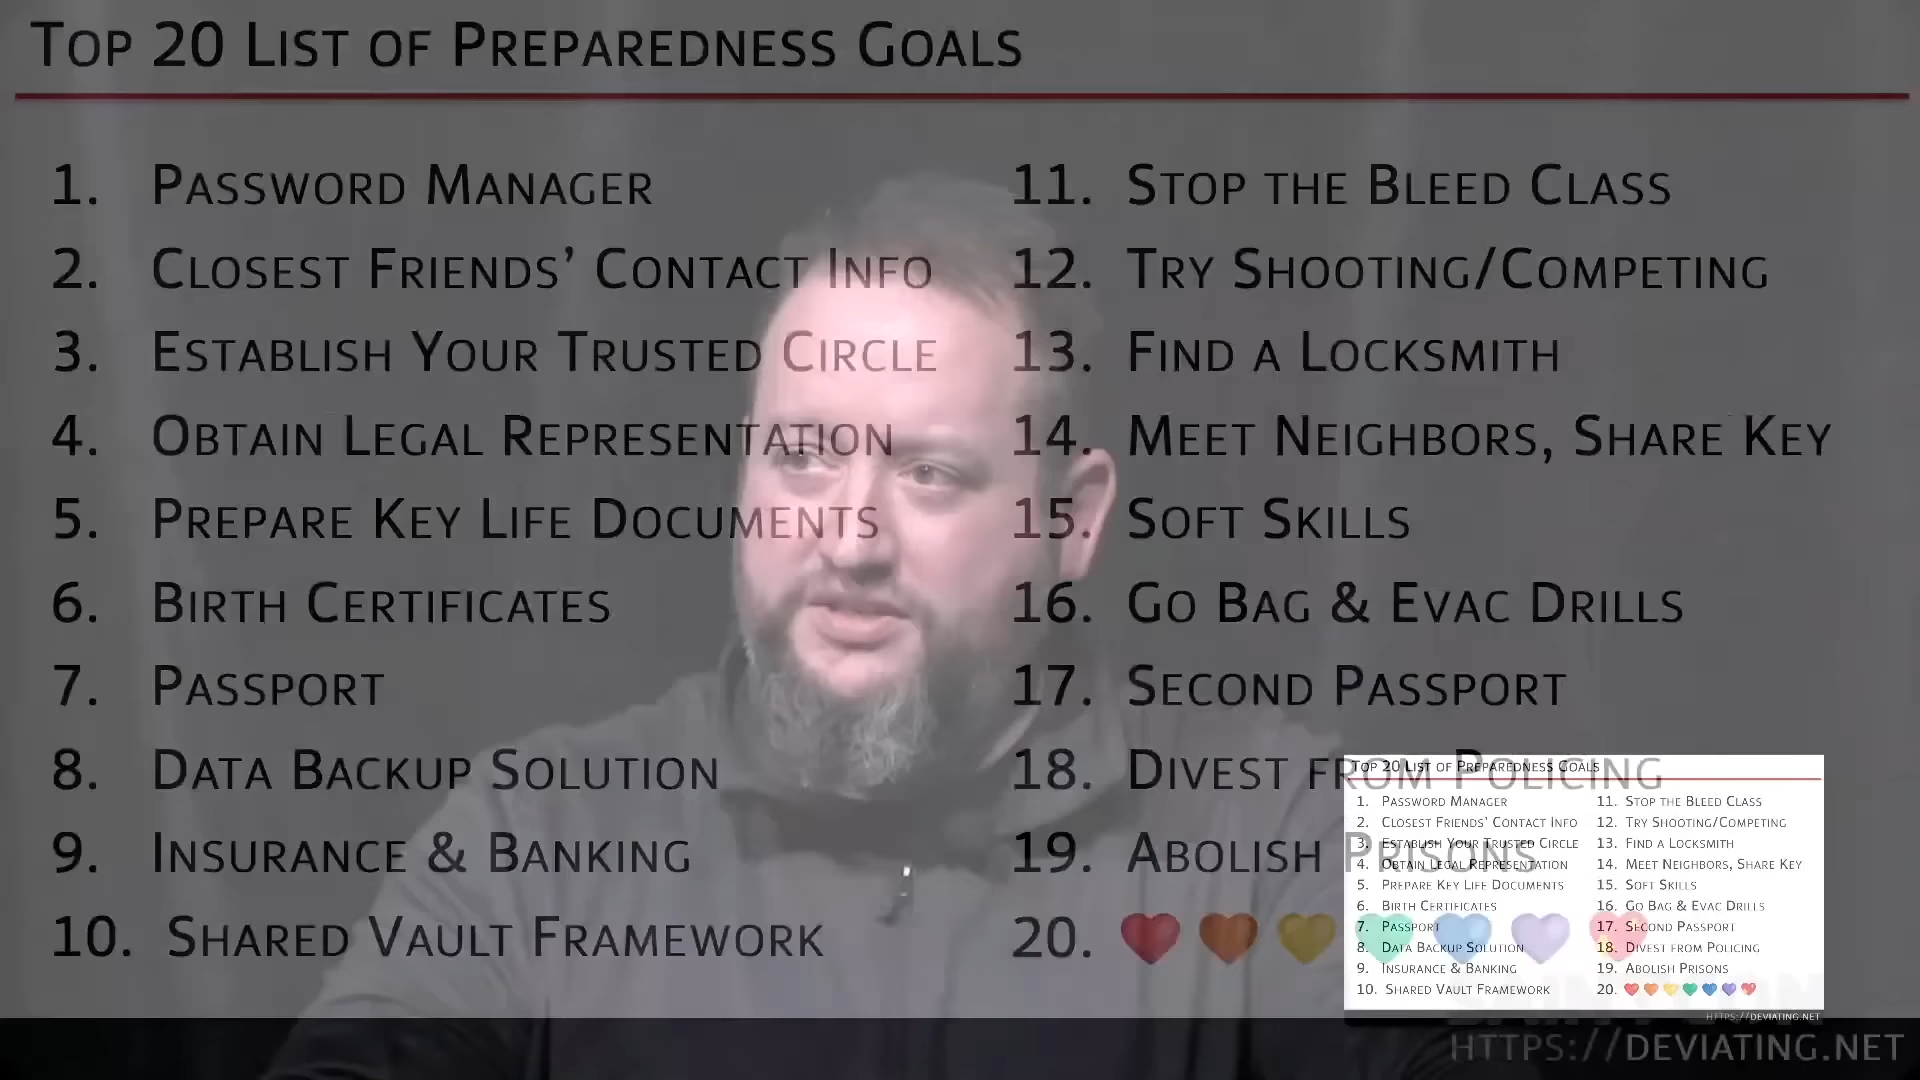 Top 20 List of Preparedness Goals
1. Password Manager
2. Closest Friends' Contact Info
3. Establish Your Trusted Circle
4. Obtain Legal Representation
5. Prepare Key Life Documents
6. Birth Certificates
7. Passport
8. Data Backup Solution
9. Insurance & Banking
10. Shared Vault Framework
11. Stop the Bleed Class
12. Try Shooting/Competing
13. Find a Locksmith
14. Meet Neighbors, Share Key
15. Soft Skills
16. Go Bag & Evac Drills
17. Second Passport
18. Divest from Policing
19. Abolish Prisons
20.
Top 20 List of Preparedness Goals
1. Password Manager
2. Closest Friends' Contact Info
3. Establish Your Trusted Circle
4. Obtain Legal Representation
5. Prepare Key Life Documents
6. Birth Certificates
7. Passport
8. Data Backup Solution
9. Insurance & Banking
10. Shared Vault Framework
11. Stop the Bleed Class
12. Try Shooting/Competing
13. Find a Locksmith
14. Meet Neighbors, Share Key
15. Soft Skills
16. Go Bag & Evac Drills
17. Second Passport
18. Divest from Policing
19. Abolish Prisons
20.
https://deviating.net
https://deviating.net